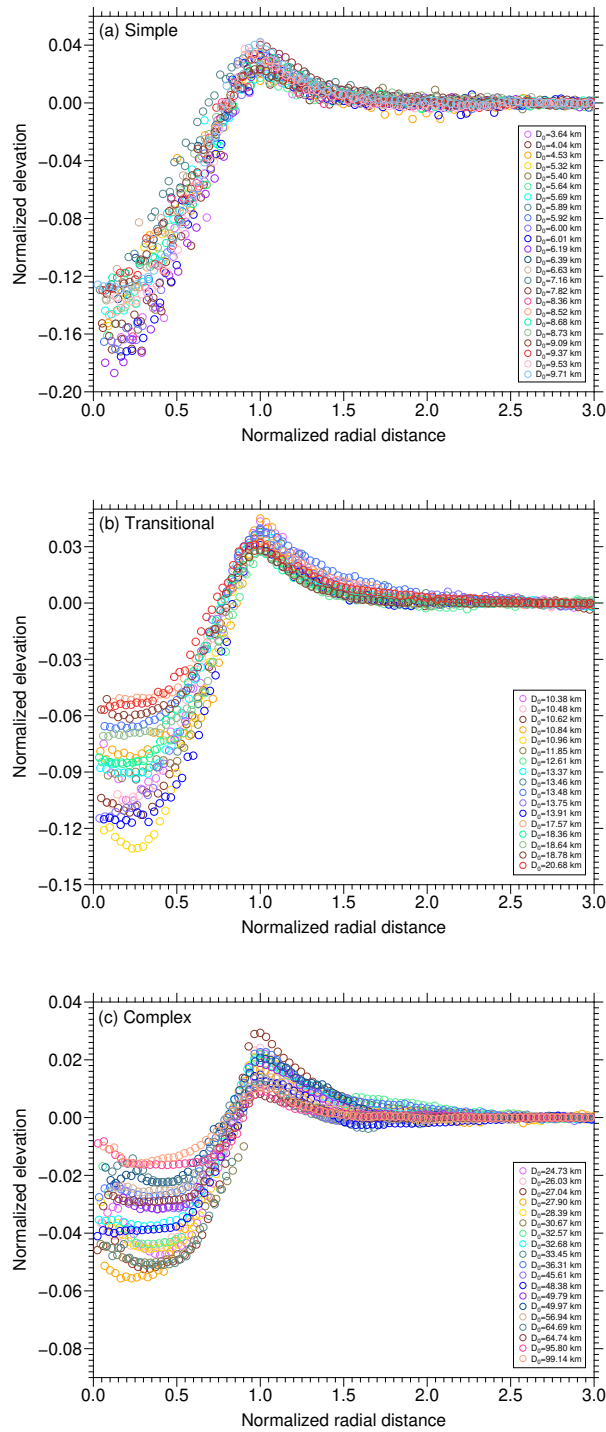 (a) Simple
0.04
0.00
−0.04
−0.08
−0.12
−0.16
−0.20
Normalized elevation
D₀=3.64 km
D₀=4.04 km
D₀=4.53 km
D₀=5.32 km
D₀=5.40 km
D₀=5.64 km
D₀=5.69 km
D₀=5.89 km
D₀=5.92 km
D₀=6.00 km
D₀=6.01 km
D₀=6.19 km
D₀=6.39 km
D₀=6.63 km
D₀=7.16 km
D₀=7.82 km
D₀=8.36 km
D₀=8.52 km
D₀=8.68 km
D₀=8.73 km
D₀=9.09 km
D₀=9.37 km
D₀=9.53 km
D₀=9.71 km
0.0 0.5 1.0 1.5 2.0 2.5 3.0
Normalized radial distance
(b) Transitional
0.03
0.00
−0.03
−0.06
−0.09
−0.12
−0.15
Normalized elevation
D₀=10.38 km
D₀=10.48 km
D₀=10.62 km
D₀=10.84 km
D₀=10.96 km
D₀=11.85 km
D₀=12.61 km
D₀=13.37 km
D₀=13.46 km
D₀=13.48 km
D₀=13.75 km
D₀=13.91 km
D₀=17.57 km
D₀=18.36 km
D₀=18.64 km
D₀=18.78 km
D₀=20.68 km
0.0 0.5 1.0 1.5 2.0 2.5 3.0
Normalized radial distance
(c) Complex
0.04
0.02
0.00
−0.02
−0.04
−0.06
−0.08
Normalized elevation
D₀=24.73 km
D₀=26.03 km
D₀=27.04 km
D₀=27.90 km
D₀=28.39 km
D₀=30.67 km
D₀=32.57 km
D₀=32.68 km
D₀=33.45 km
D₀=36.31 km
D₀=45.61 km
D₀=48.38 km
D₀=49.79 km
D₀=49.97 km
D₀=56.94 km
D₀=64.69 km
D₀=64.74 km
D₀=95.80 km
D₀=99.14 km
0.0 0.5 1.0 1.5 2.0 2.5 3.0
Normalized radial distance